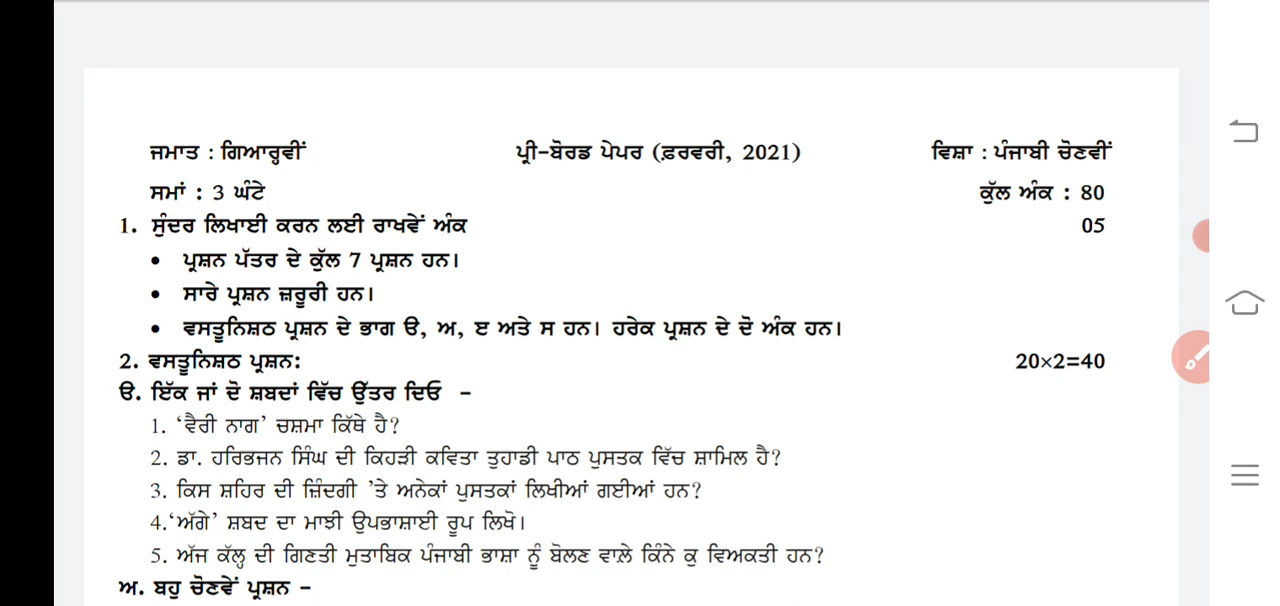 ਜਮਾਤ : ਗਿਆਰ੍ਹਵੀਂ ਪ੍ਰੀ-ਬੋਰਡ ਪੇਪਰ (ਫ਼ਰਵਰੀ, 2021) ਵਿਸ਼ਾ : ਪੰਜਾਬੀ ਚੋਣਵੀਂ
ਸਮਾਂ : 3 ਘੰਟੇ ਕੁੱਲ ਅੰਕ : 80
1. ਸੁੰਦਰ ਲਿਖਾਈ ਕਰਨ ਲਈ ਰਾਖਵੇਂ ਅੰਕ 05
• ਪ੍ਰਸ਼ਨ ਪੱਤਰ ਦੇ ਕੁੱਲ 7 ਪ੍ਰਸ਼ਨ ਹਨ।
• ਸਾਰੇ ਪ੍ਰਸ਼ਨ ਜ਼ਰੂਰੀ ਹਨ।
• ਵਸਤੂਨਿਸ਼ਠ ਪ੍ਰਸ਼ਨ ਦੇ ਭਾਗ ੳ, ਅ, ੲ ਅਤੇ ਸ ਹਨ। ਹਰੇਕ ਪ੍ਰਸ਼ਨ ਦੇ ਦੋ ਅੰਕ ਹਨ।
2. ਵਸਤੂਨਿਸ਼ਠ ਪ੍ਰਸ਼ਨ: 20×2=40
ੳ. ਇੱਕ ਜਾਂ ਦੋ ਸ਼ਬਦਾਂ ਵਿੱਚ ਉੱਤਰ ਦਿਓ -
1. ‘ਵੈਰੀ ਨਾਗ’ ਚਸ਼ਮਾ ਕਿੱਥੇ ਹੈ?
2. ਡਾ. ਹਰਿਭਜਨ ਸਿੰਘ ਦੀ ਕਿਹੜੀ ਕਵਿਤਾ ਤੁਹਾਡੀ ਪਾਠ ਪੁਸਤਕ ਵਿੱਚ ਸ਼ਾਮਿਲ ਹੈ?
3. ਕਿਸ ਸ਼ਹਿਰ ਦੀ ਜ਼ਿੰਦਗੀ ’ਤੇ ਅਨੇਕਾਂ ਪੁਸਤਕਾਂ ਲਿਖੀਆਂ ਗਈਆਂ ਹਨ?
4.‘ਅੱਗੇ’ ਸ਼ਬਦ ਦਾ ਮਾਝੀ ਉਪਭਾਸ਼ਾਈ ਰੂਪ ਲਿਖੋ।
5. ਅੱਜ ਕੱਲ੍ਹ ਦੀ ਗਿਣਤੀ ਮੁਤਾਬਿਕ ਪੰਜਾਬੀ ਭਾਸ਼ਾ ਨੂੰ ਬੋਲਣ ਵਾਲ਼ੇ ਕਿੰਨੇ ਕੁ ਵਿਅਕਤੀ ਹਨ?
ਅ. ਬਹੁ ਚੋਣਵੇਂ ਪ੍ਰਸ਼ਨ -